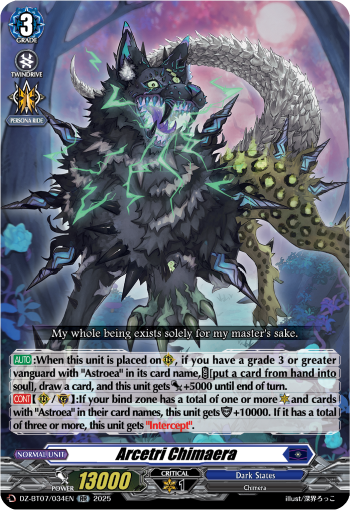 3
GRADE
TWINDRIVE
PERSONA RIDE
My whole being exists solely for my master's sake.
AUTO:When this unit is placed on , if you have a grade 3 or greater
vanguard with "Astroea" in its card name, [put a card from hand into
soul], draw a card, and this unit gets +5000 until end of turn.
CONT :If your bind zone has a total of one or more and cards
with "Astroea" in their card names, this unit gets +10000. If it has a total
of three or more, this unit gets "Intercept".
NORMAL UNIT
Arcetri Chimaera
POWER 13000
CRITICAL
1
Dark States
Chimera
D-DZ-BT07/034EN RR 2025
illust/深界ろっこ